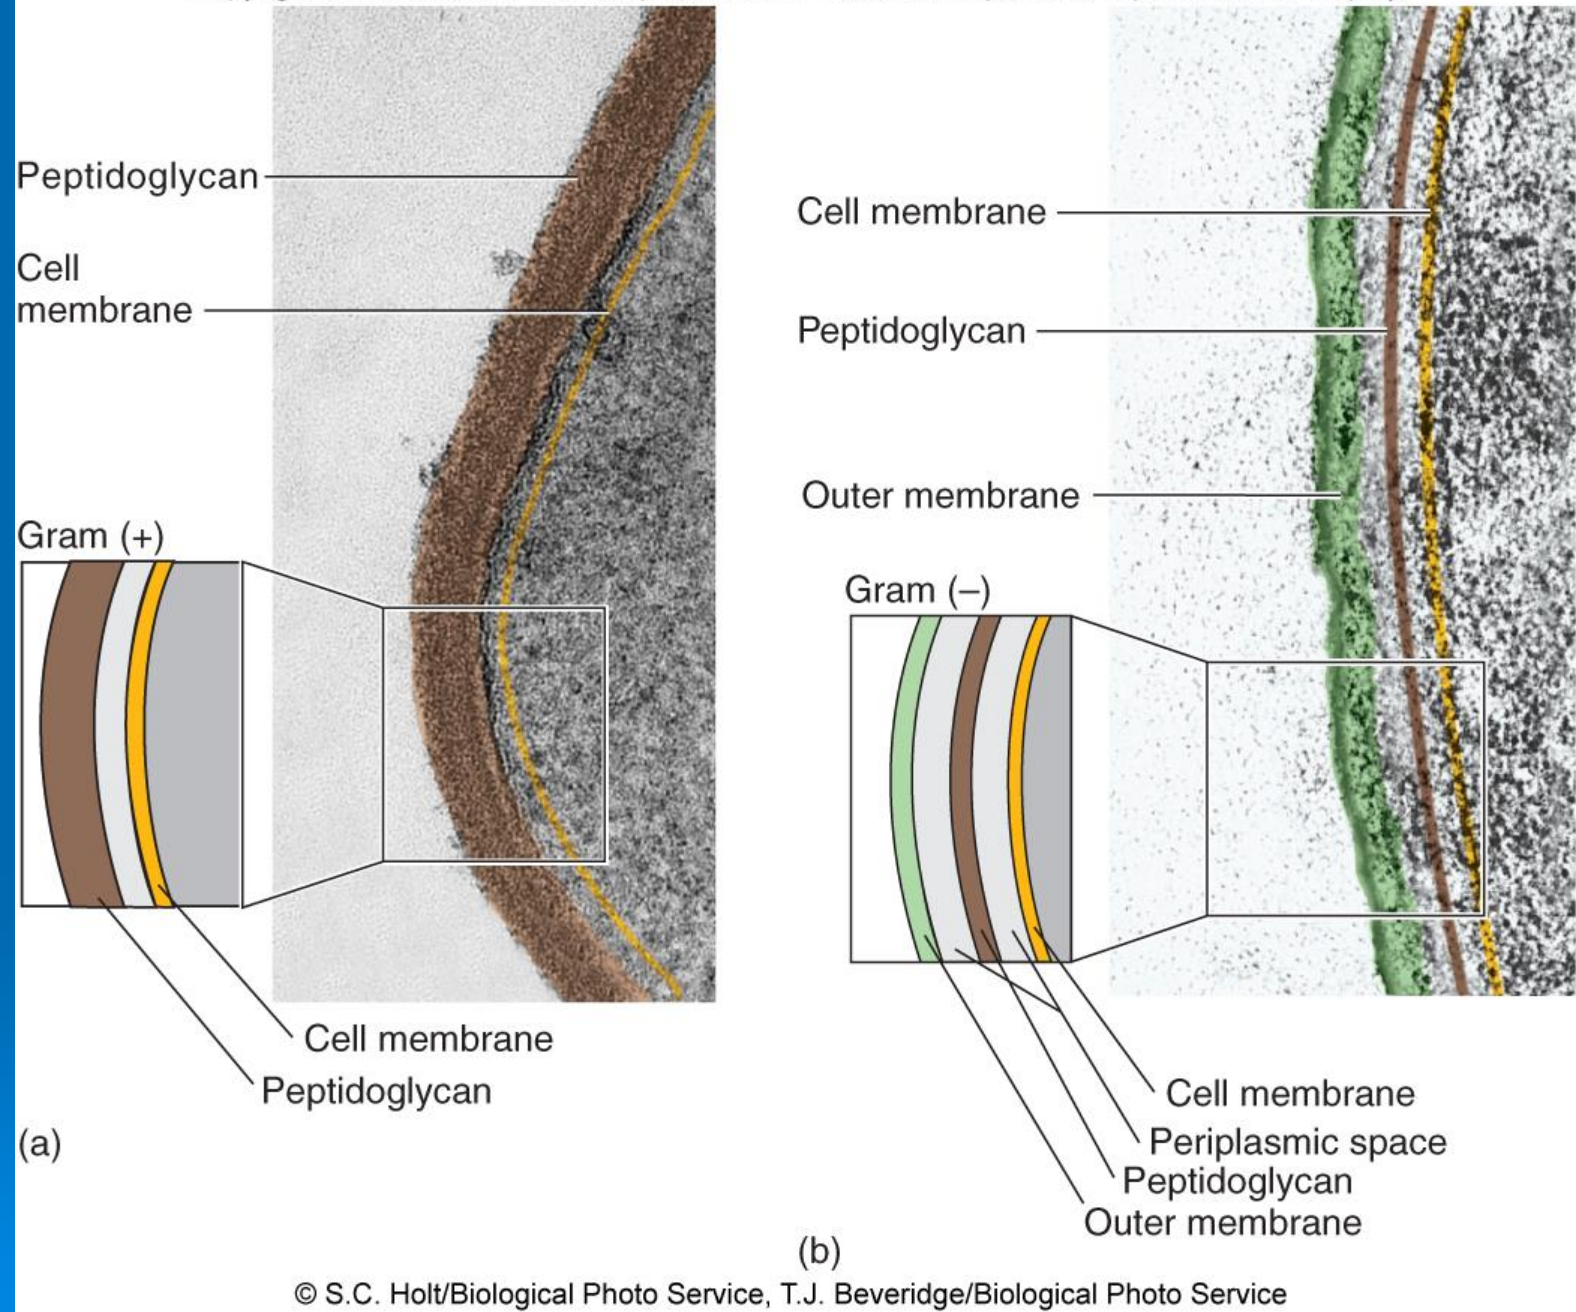 Peptidoglycan
Cell
membrane
Gram (+)
Cell membrane
Peptidoglycan
(a)
Cell membrane
Peptidoglycan
Outer membrane
Gram (–)
Cell membrane
Periplasmic space
Peptidoglycan
Outer membrane
(b)
© S.C. Holt/Biological Photo Service, T.J. Beveridge/Biological Photo Service